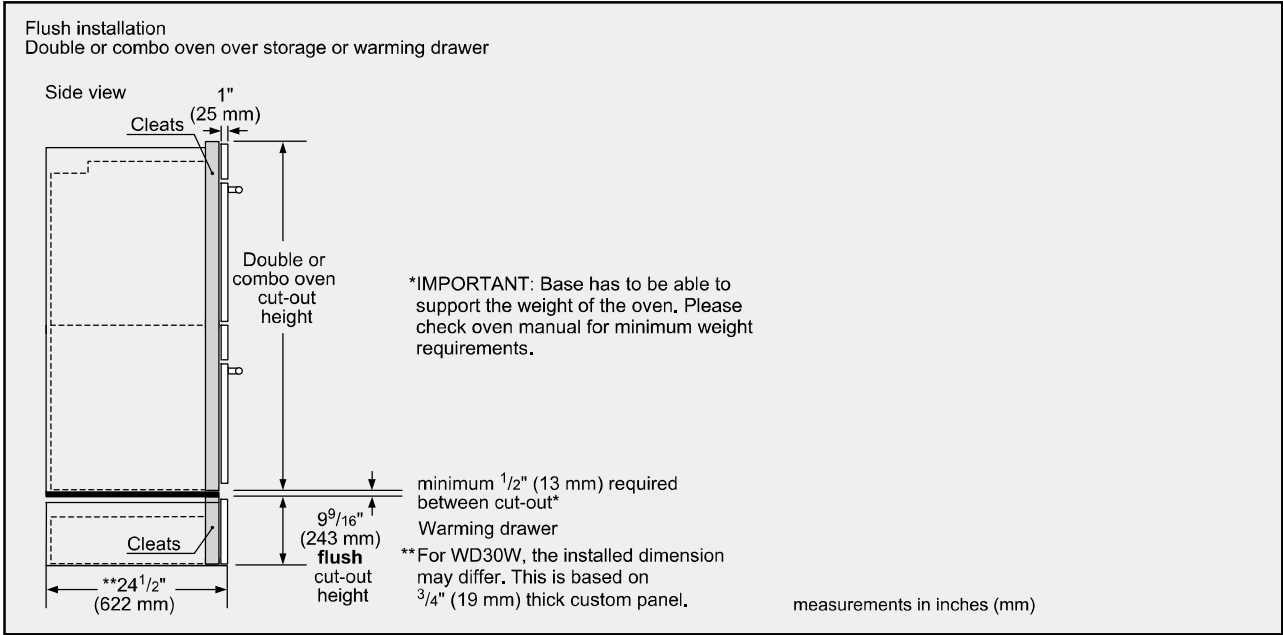 Flush installation
Double or combo oven over storage or warming drawer
Side view
1"
(25 mm)
Cleats
Double or
combo oven
cut-out
height
*IMPORTANT: Base has to be able to
support the weight of the oven. Please
check oven manual for minimum weight
requirements.
minimum 1/2" (13 mm) required
between cut-out*
Warming drawer
9 9/16"
(243 mm)
flush
cut-out
height
Cleats
**For WD30W, the installed dimension
may differ. This is based on
3/4" (19 mm) thick custom panel.
**24 1/2"
(622 mm)
measurements in inches (mm)